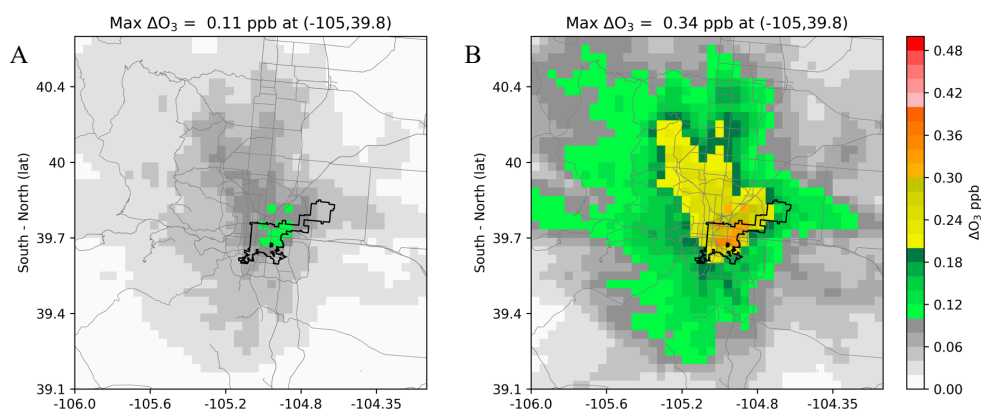 Max ΔO₃ = 0.11 ppb at (-105,39.8)
A
South - North (lat)
40.4
40
39.7
39.4
39.1
-106.0 -105.6 -105.2 -104.8 -104.35
Max ΔO₃ = 0.34 ppb at (-105,39.8)
B
South - North (lat)
40.4
40
39.7
39.4
39.1
-106.0 -105.6 -105.2 -104.8 -104.35
0.48
0.42
0.36
0.30
0.24
0.18
0.12
0.06
0.00
ΔO₃ ppb